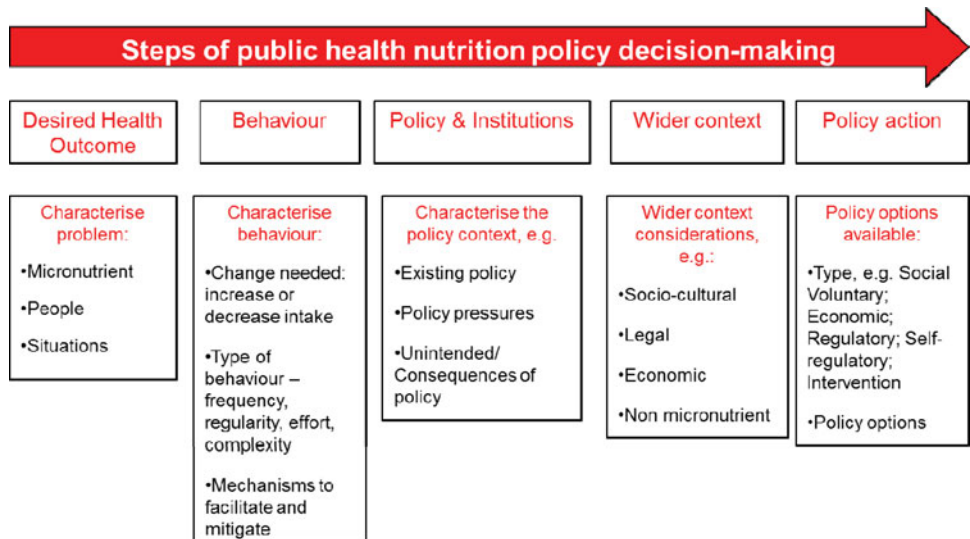 Steps of public health nutrition policy decision-making
Desired Health
Outcome
Behaviour
Policy & Institutions
Wider context
Policy action
Characterise
problem:
•Micronutrient
•People
•Situations
Characterise
behaviour:
•Change needed:
increase or
decrease intake
•Type of
behaviour –
frequency,
regularity, effort,
complexity
•Mechanisms to
facilitate and
mitigate
Characterise the
policy context, e.g.
•Existing policy
•Policy pressures
•Unintended/
Consequences of
policy
Wider context
considerations,
e.g.:
•Socio-cultural
•Legal
•Economic
•Non micronutrient
Policy options
available:
•Type, e.g. Social
Voluntary;
Economic;
Regulatory; Self-
regulatory;
Intervention
•Policy options